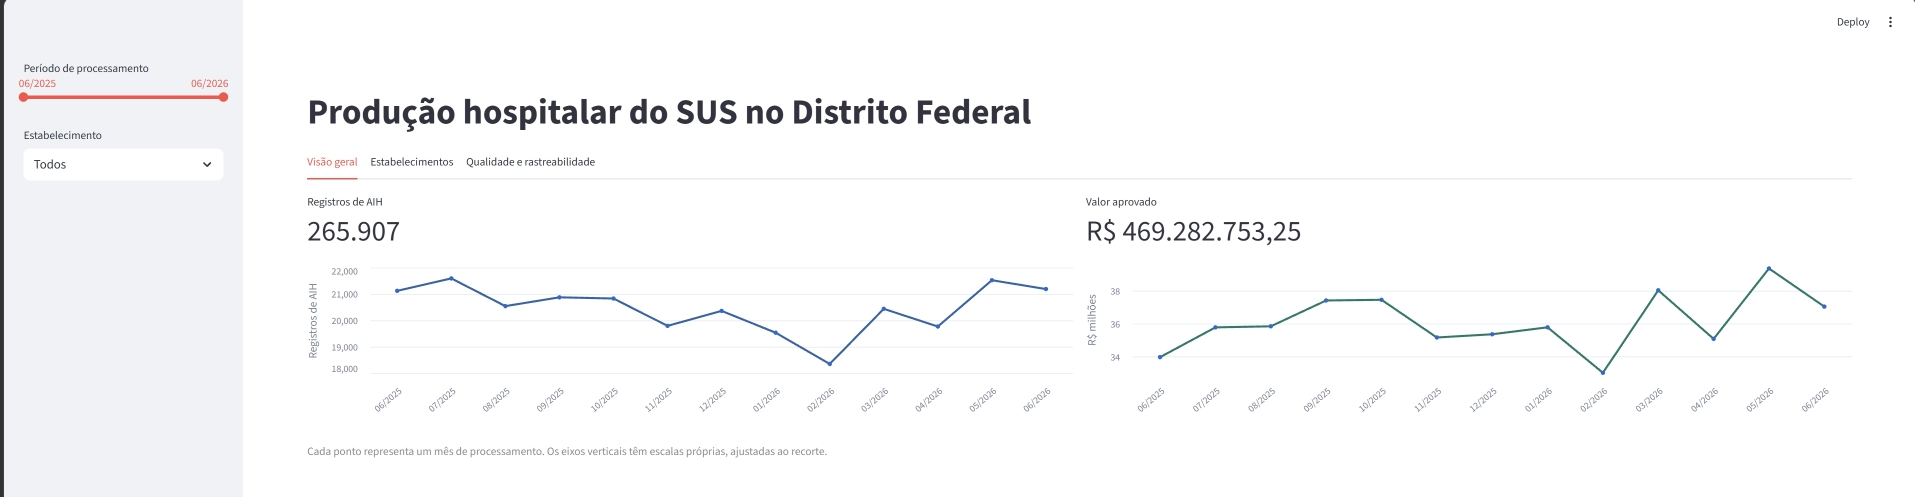 Deploy
Período de processamento
06/2025 06/2026
Estabelecimento
Todos
Produção hospitalar do SUS no Distrito Federal
Visão geral Estabelecimentos Qualidade e rastreabilidade
Registros de AIH
265.907
Registros de AIH
22,000
21,000
20,000
19,000
18,000
06/2025 07/2025 08/2025 09/2025 10/2025 11/2025 12/2025 01/2026 02/2026 03/2026 04/2026 05/2026 06/2026
Valor aprovado
R$ 469.282.753,25
R$ milhões
38
36
34
06/2025 07/2025 08/2025 09/2025 10/2025 11/2025 12/2025 01/2026 02/2026 03/2026 04/2026 05/2026 06/2026
Cada ponto representa um mês de processamento. Os eixos verticais têm escalas próprias, ajustadas ao recorte.